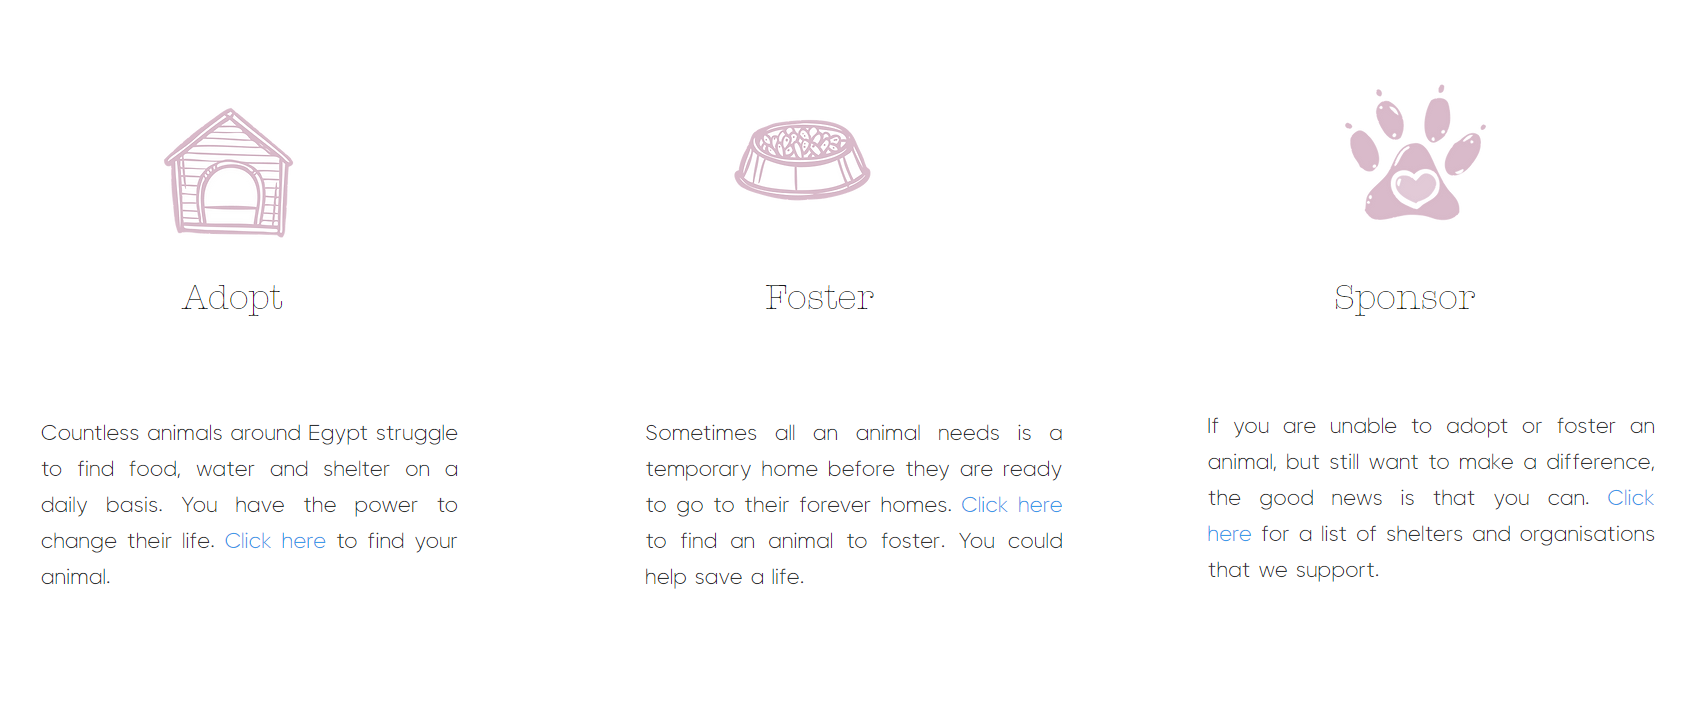 Adopt
Countless animals around Egypt struggle
to find food, water and shelter on a
daily basis. You have the power to
change their life. Click here to find your
animal.
Foster
Sometimes all an animal needs is a
temporary home before they are ready
to go to their forever homes. Click here
to find an animal to foster. You could
help save a life.
Sponsor
If you are unable to adopt or foster an
animal, but still want to make a difference,
the good news is that you can. Click
here for a list of shelters and organisations
that we support.